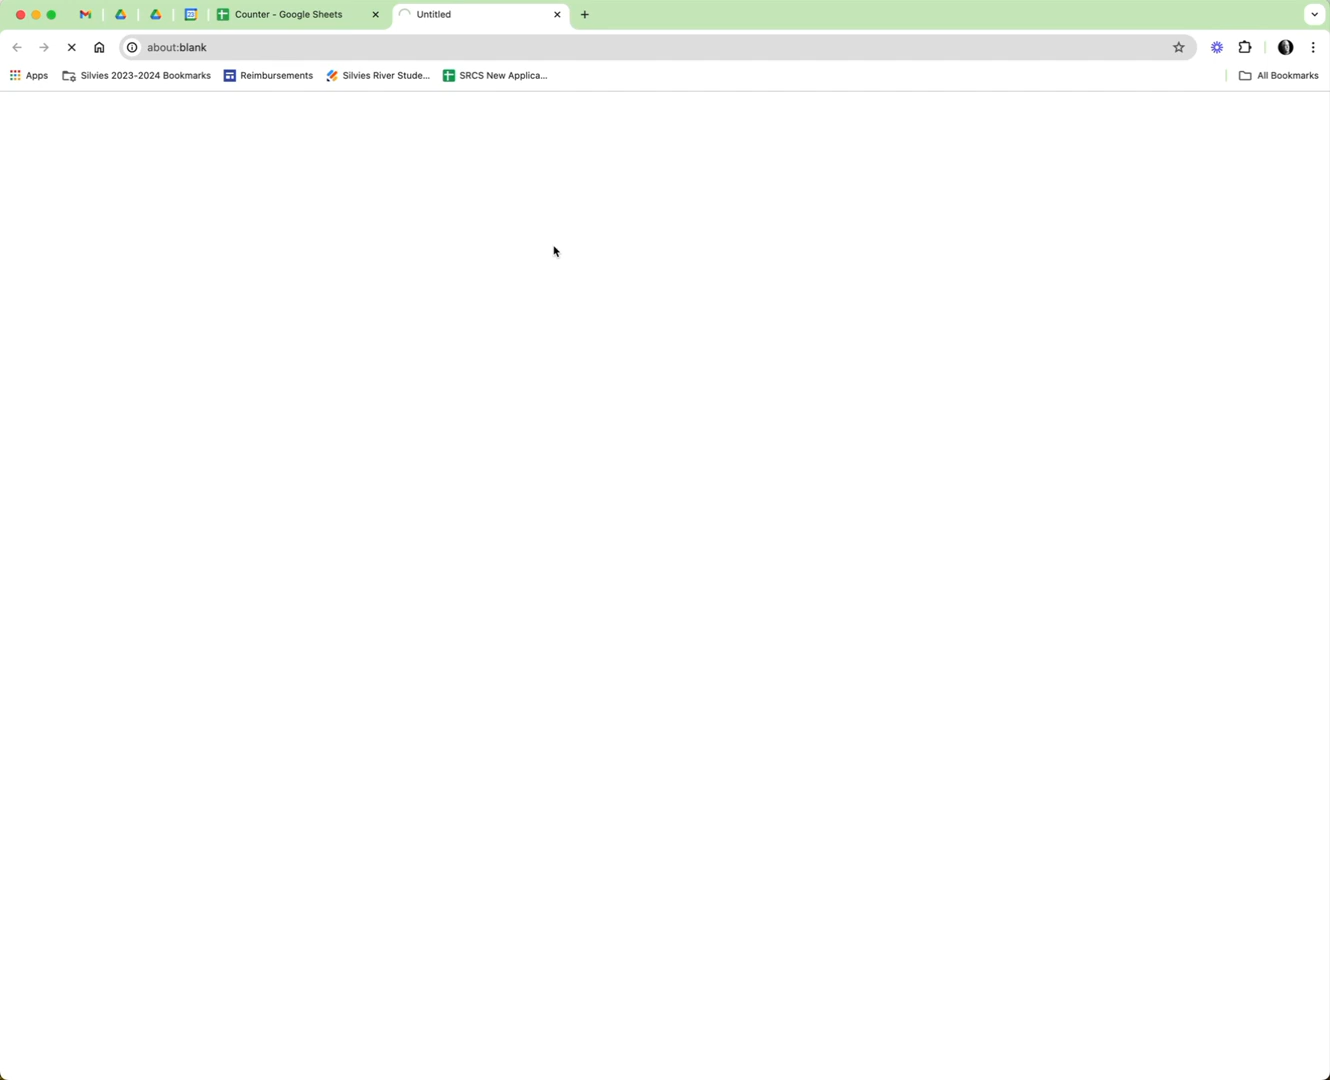 Counter - Google Sheets
Untitled
about:blank
Apps
Silvies 2023-2024 Bookmarks
Reimbursements
Silvies River Stude...
SRCS New Applica...
All Bookmarks